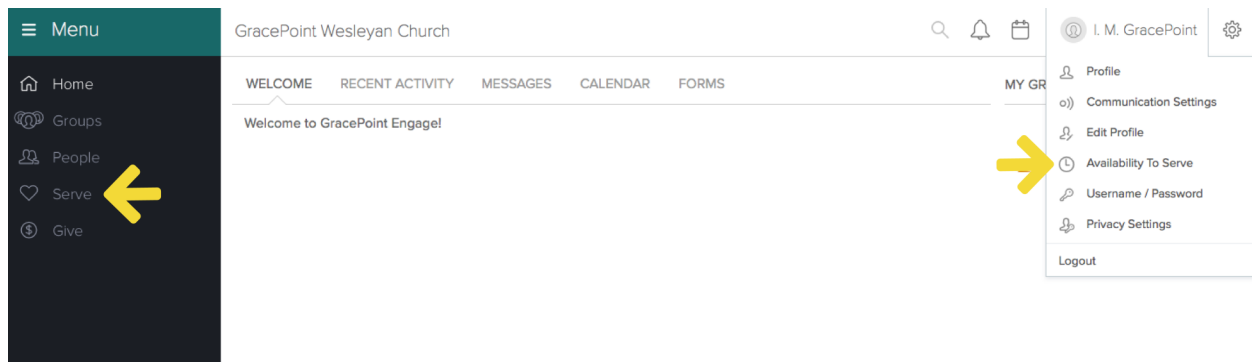 Menu
GracePoint Wesleyan Church
I. M. GracePoint
Home
Groups
People
Serve
Give
WELCOME RECENT ACTIVITY MESSAGES CALENDAR FORMS
Welcome to GracePoint Engage!
MY GR
Profile
Communication Settings
Edit Profile
Availability To Serve
Username / Password
Privacy Settings
Logout